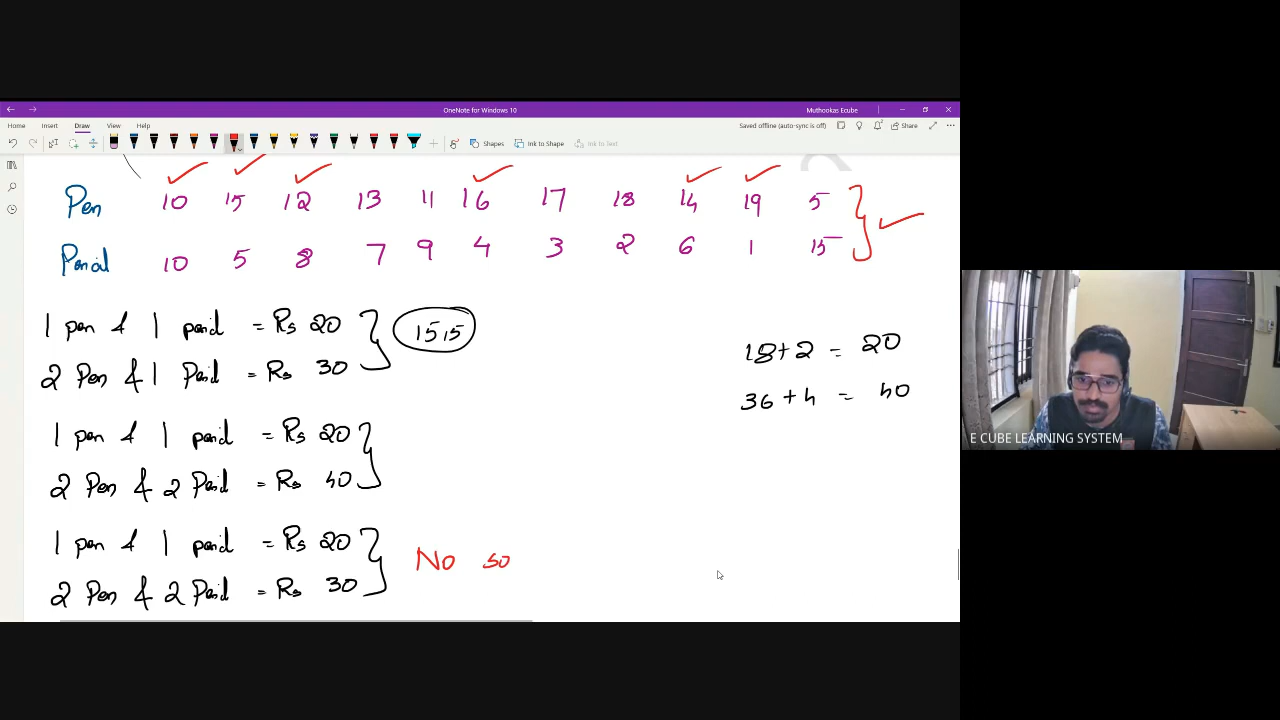 OneNote for Windows 10
Muthookas Ecube
Home Insert Draw View Help
Saved offline (auto-sync is off)
Share
Shapes
Ink to Shape
Ink to Text
Pen 10 15 12 13 11 16 17 18 14 19 5
Pencil 10 5 8 7 9 4 3 2 6 1 15
1 pen & 1 pencil = Rs 20
15,5
2 Pen & 1 Pencil = Rs 30
18+2 = 20
36+4 = 40
1 pen & 1 pencil = Rs 20
2 Pen & 2 Pencil = Rs 40
1 pen & 1 pencil = Rs 20
No so
2 Pen & 2 Pencil = Rs 30
E CUBE LEARNING SYSTEM